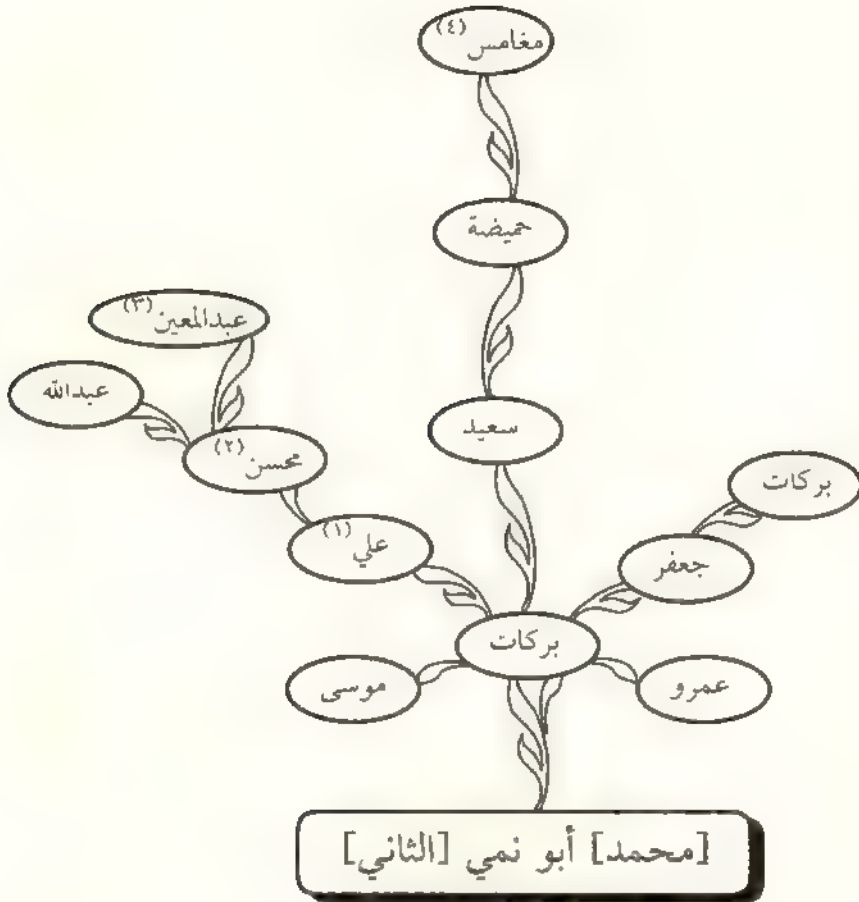 مغامس (٤)
حميضة
عبدالمعين (٣)
عبدالله
سعيد
محسن (٢)
بركات
علي (١)
جعفر
بركات
عمرو
موسى
[محمد] أبو نمي [الثاني]